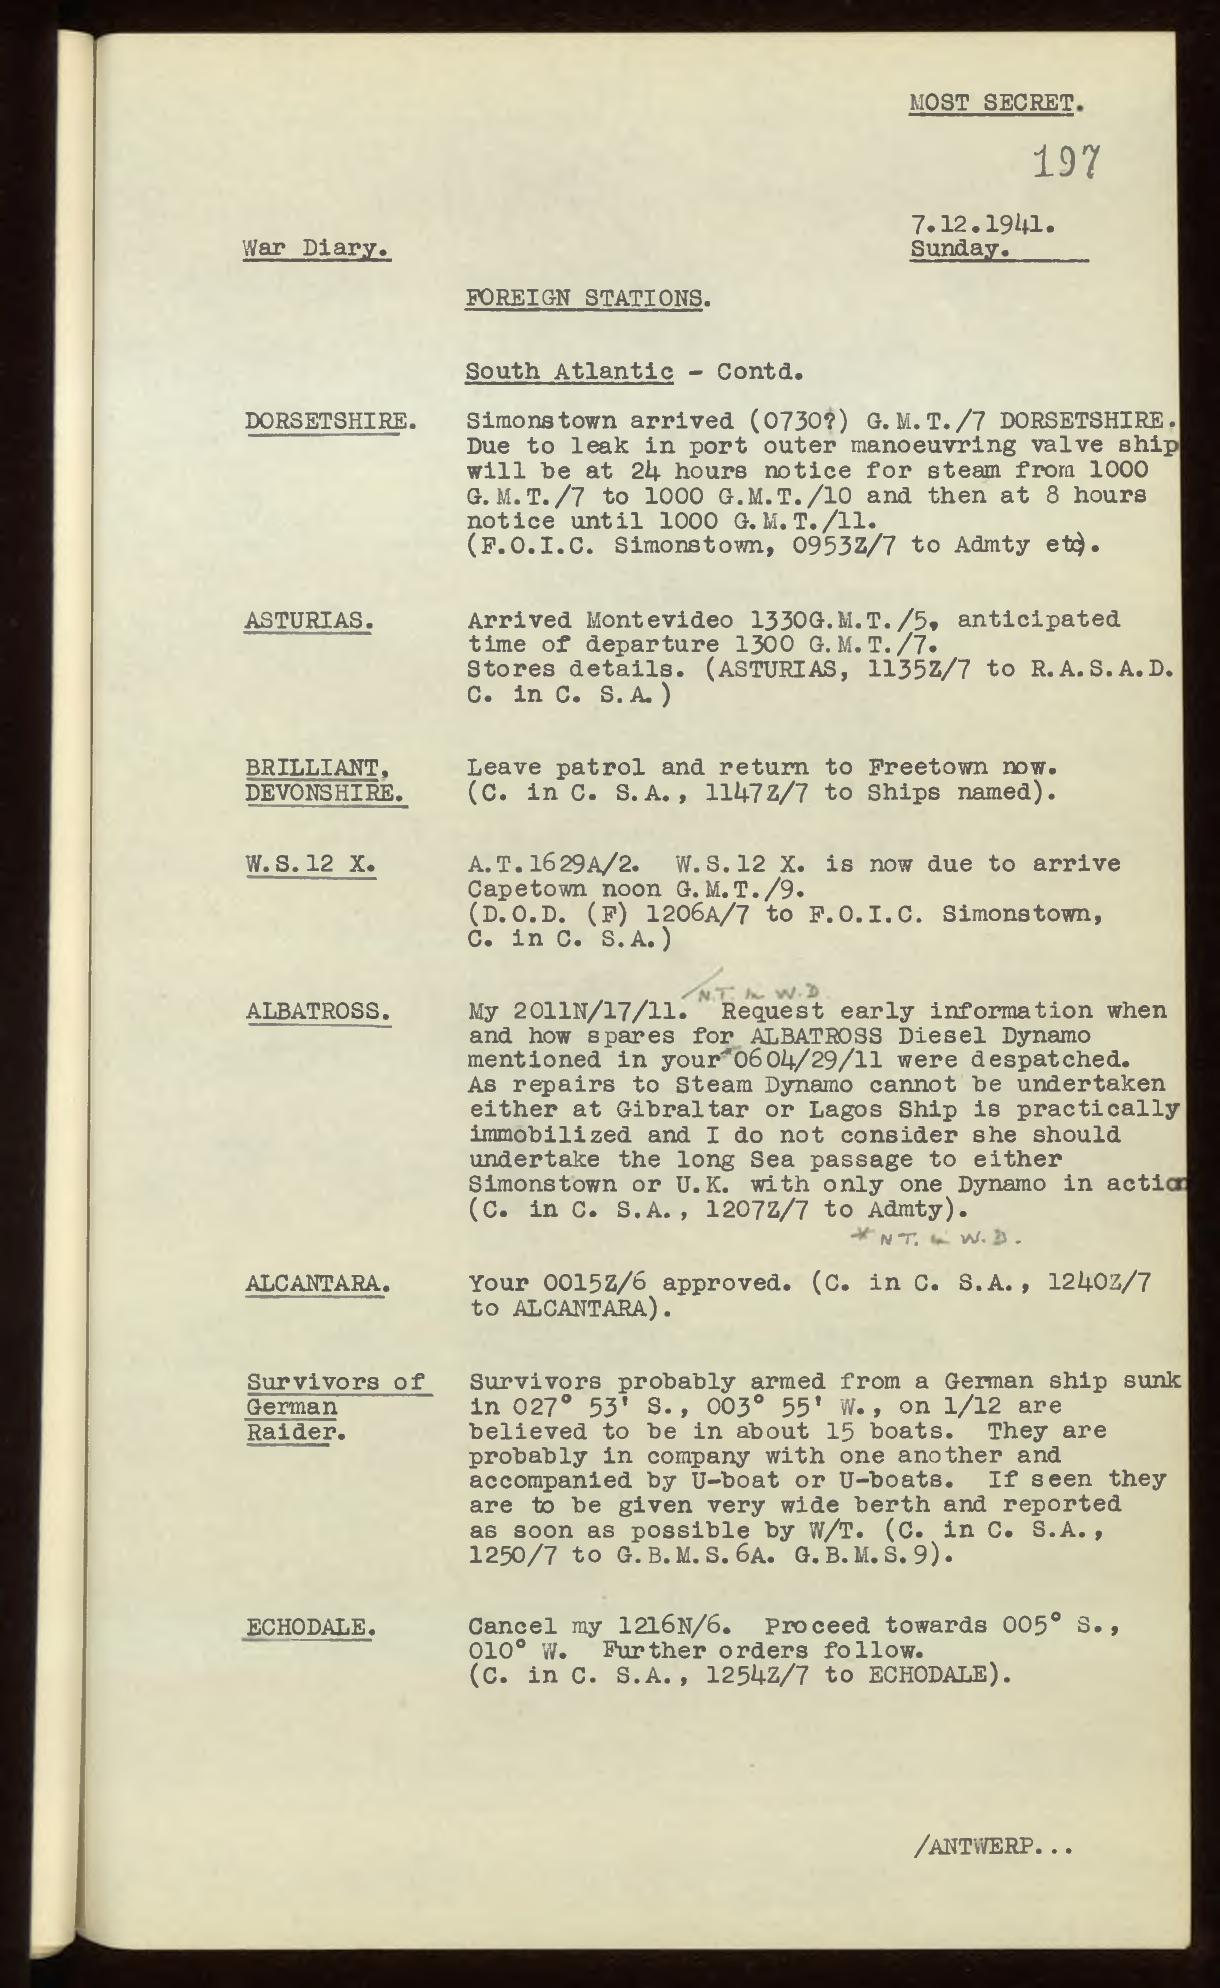 MOST SECRET.
197
7.12.1941.
War Diary.
Sunday.
FOREIGN STATIONS.
South Atlantic - Contd.
DORSETSHIRE. Simonstown arrived (0730?) G.M.T./7 DORSETSHIRE.
Due to leak in port outer manoeuvring valve ship
will be at 24 hours notice for steam from 1000
G.M.T./7 to 1000 G.M.T./10 and then at 8 hours
notice until 1000 G.M.T./11.
(F.O.I.C. Simonstown, 0953Z/7 to Admty etc).
ASTURIAS. Arrived Montevideo 1330G.M.T./5, anticipated
time of departure 1300 G.M.T./7.
Stores details. (ASTURIAS, 1135Z/7 to R.A.S.A.D.
C. in C. S.A.)
BRILLIANT. Leave patrol and return to Freetown now.
DEVONSHIRE. (C. in C. S.A., 1147Z/7 to Ships named).
W.S.12 X. A.T.1629A/2. W.S.12 X. is now due to arrive
Capetown noon G.M.T./9.
(D.O.D. (F) 1206A/7 to F.O.I.C. Simonstown,
C. in C. S.A.)
N.T. in W.D
ALBATROSS. My 2011N/17/11. Request early information when
and how spares for ALBATROSS Diesel Dynamo
mentioned in your *0604/29/11 were despatched.
As repairs to Steam Dynamo cannot be undertaken
either at Gibraltar or Lagos Ship is practically
immobilized and I do not consider she should
undertake the long Sea passage to either
Simonstown or U.K. with only one Dynamo in action
(C. in C. S.A., 1207Z/7 to Admty).
* N T. in W.D.
ALCANTARA. Your 0015Z/6 approved. (C. in C. S.A., 1240Z/7
to ALCANTARA).
Survivors of Survivors probably armed from a German ship sunk
German in 027° 53' S., 003° 55' W., on 1/12 are
Raider. believed to be in about 15 boats. They are
probably in company with one another and
accompanied by U-boat or U-boats. If seen they
are to be given very wide berth and reported
as soon as possible by W/T. (C. in C. S.A.,
1250/7 to G.B.M.S.6A. G.B.M.S.9).
ECHODALE. Cancel my 1216N/6. Proceed towards 005° S.,
010° W. Further orders follow.
(C. in C. S.A., 1254Z/7 to ECHODALE).
/ANTWERP...